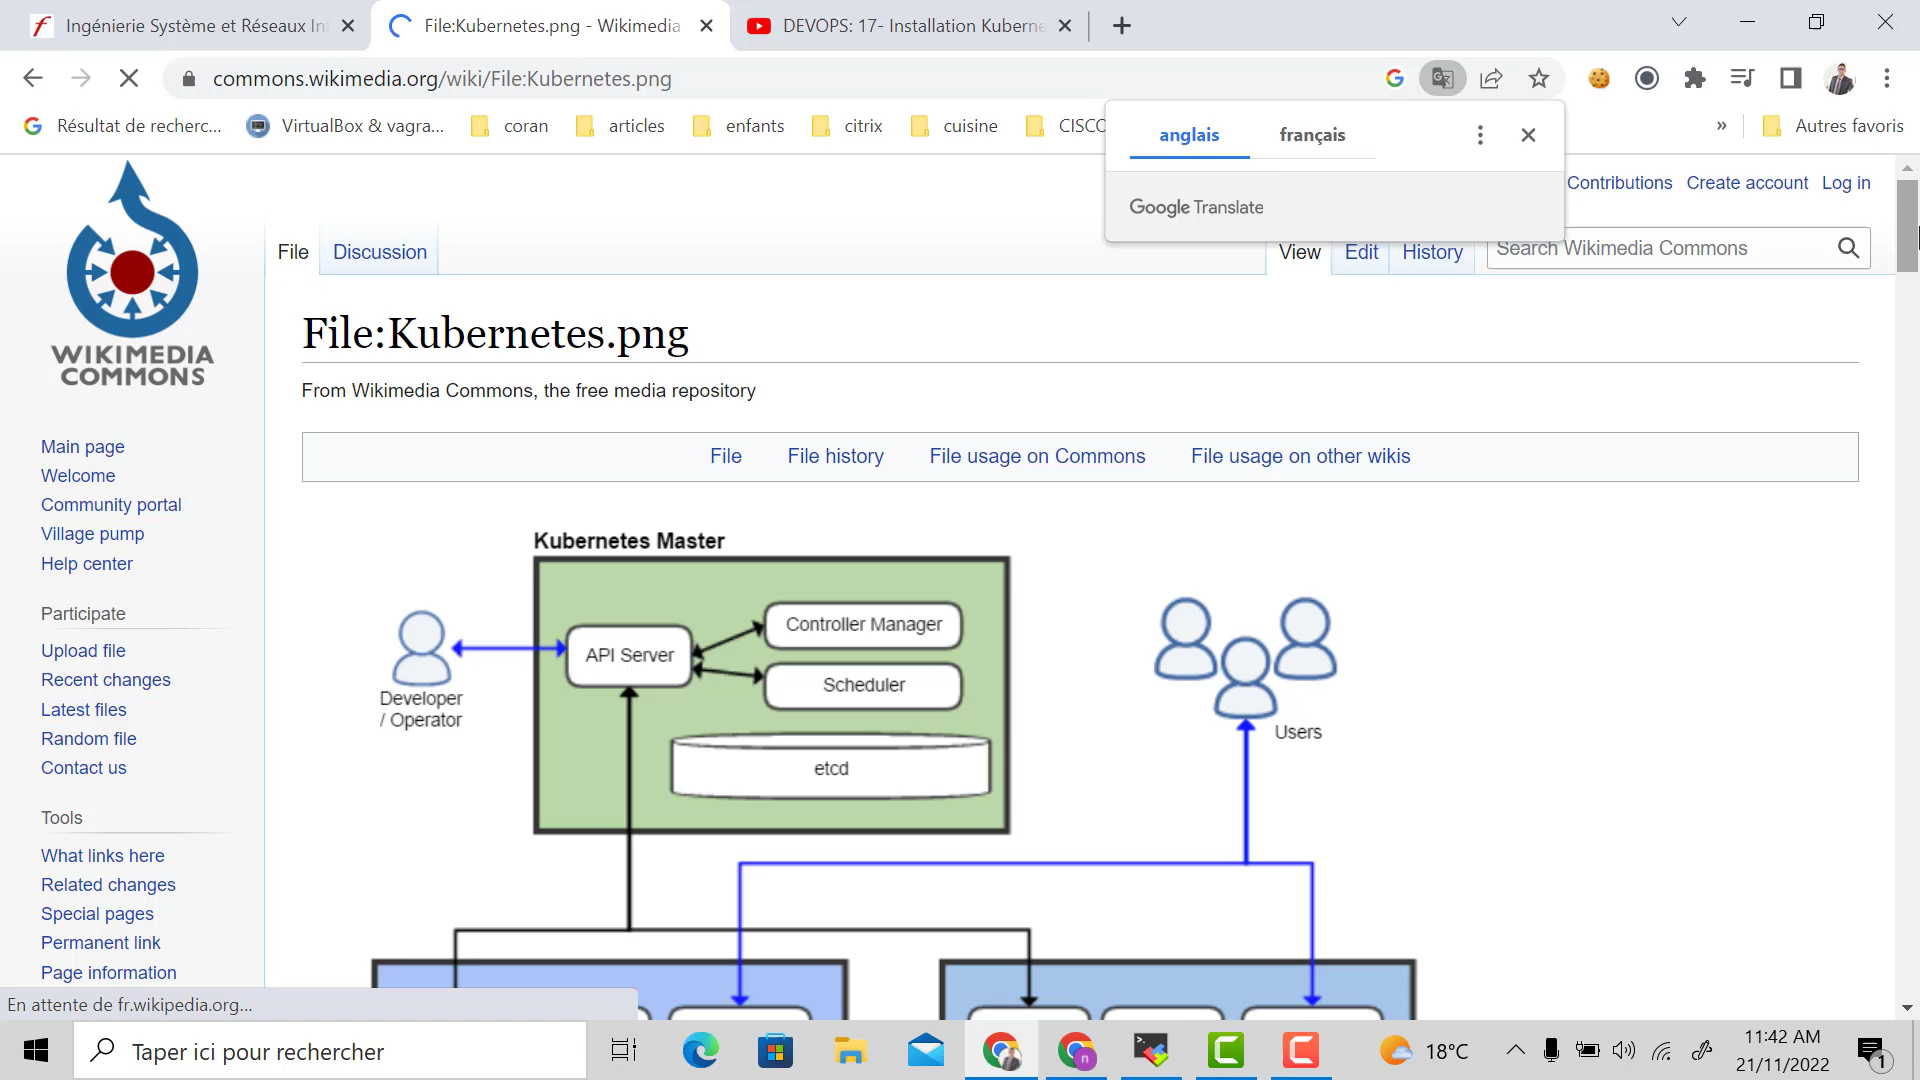 Ingénierie Système et Réseaux In
File:Kubernetes.png - Wikimedia
DEVOPS: 17- Installation Kuberne
commons.wikimedia.org/wiki/File:Kubernetes.png
Résultat de recherc...
VirtualBox & vagra...
coran
articles
enfants
citrix
cuisine
CISCO
»
Autres favoris
anglais
français
Google Translate
Contributions
Create account
Log in
File
Discussion
View
Edit
History
Search Wikimedia Commons
WIKIMEDIA
COMMONS
File:Kubernetes.png
From Wikimedia Commons, the free media repository
File
File history
File usage on Commons
File usage on other wikis
Main page
Welcome
Community portal
Village pump
Help center
Participate
Upload file
Recent changes
Latest files
Random file
Contact us
Tools
What links here
Related changes
Special pages
Permanent link
Page information
Kubernetes Master
API Server
Controller Manager
Scheduler
etcd
Developer
/ Operator
Users
En attente de fr.wikipedia.org...
Taper ici pour rechercher
18°C
11:42 AM
21/11/2022
1